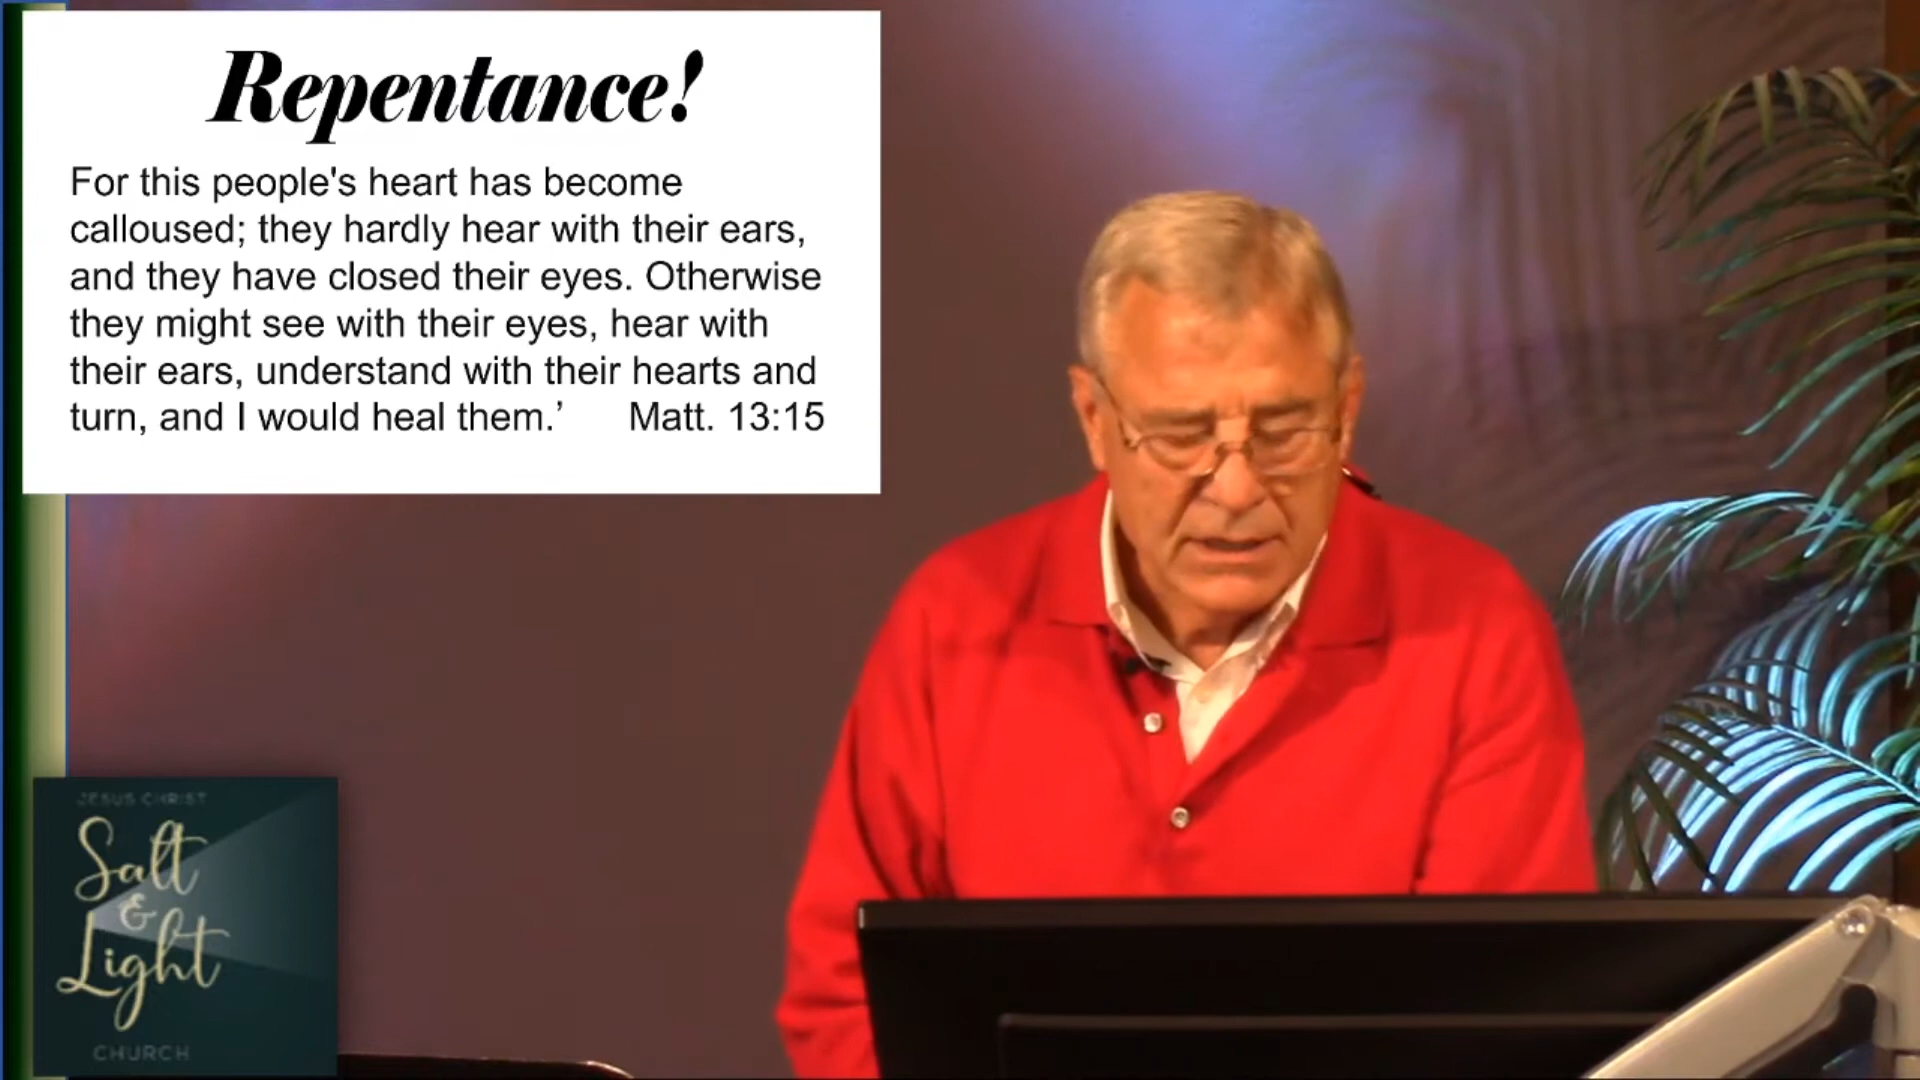 Repentance!
For this people's heart has become
calloused; they hardly hear with their ears,
and they have closed their eyes. Otherwise
they might see with their eyes, hear with
their ears, understand with their hearts and
turn, and I would heal them.’ Matt. 13:15
JESUS CHRIST
Salt
&
Light
CHURCH